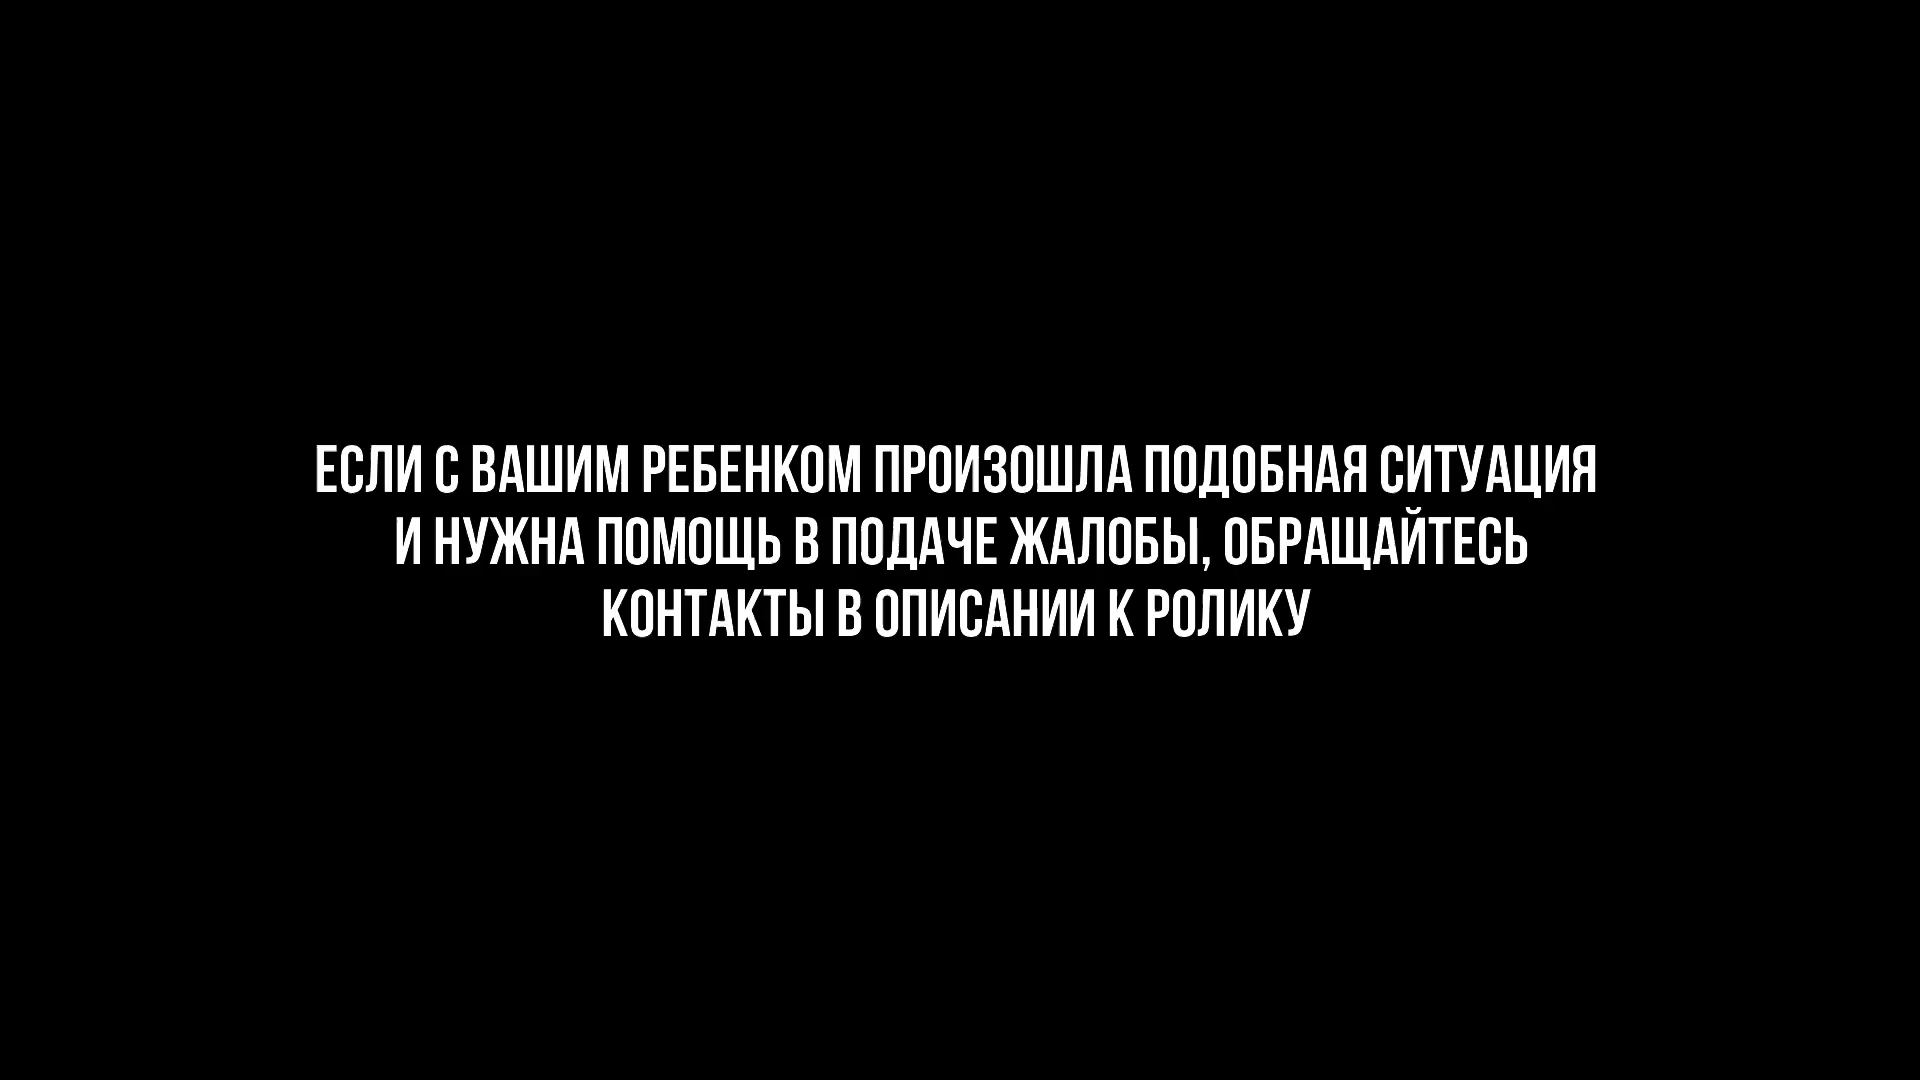 ЕСЛИ С ВАШИМ РЕБЕНКОМ ПРОИЗОШЛА ПОДОБНАЯ СИТУАЦИЯ
И НУЖНА ПОМОЩЬ В ПОДАЧЕ ЖАЛОБЫ, ОБРАЩАЙТЕСЬ
КОНТАКТЫ В ОПИСАНИИ К РОЛИКУ